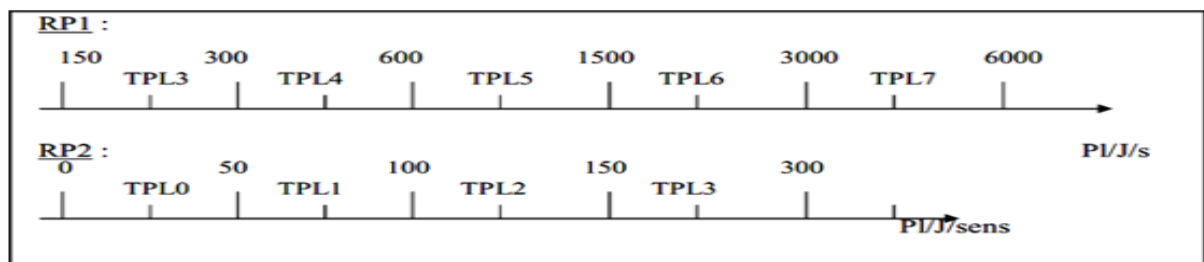 RP1 :
150 300 600 1500 3000 6000
TPL3 TPL4 TPL5 TPL6 TPL7
Pl/J/s
RP2 :
0 50 100 150 300
TPL0 TPL1 TPL2 TPL3
Pl/J/sens